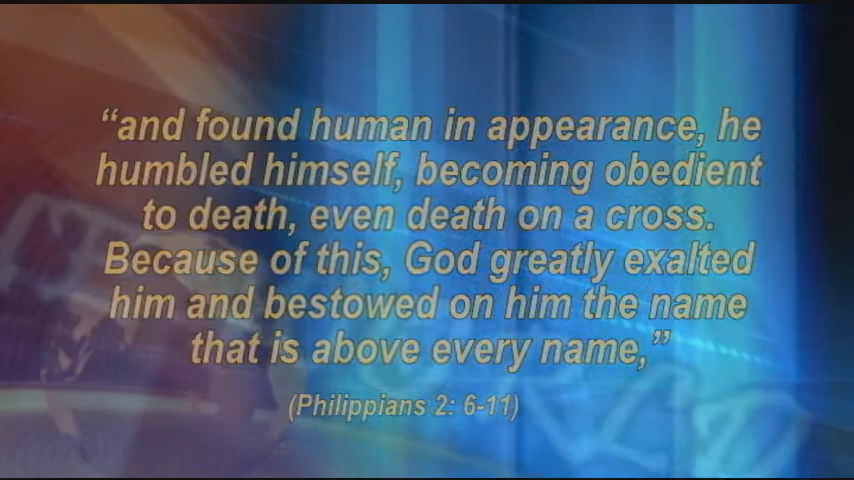 “and found human in appearance, he
humbled himself, becoming obedient
to death, even death on a cross.
Because of this, God greatly exalted
him and bestowed on him the name
that is above every name,”
(Philippians 2: 6-11)